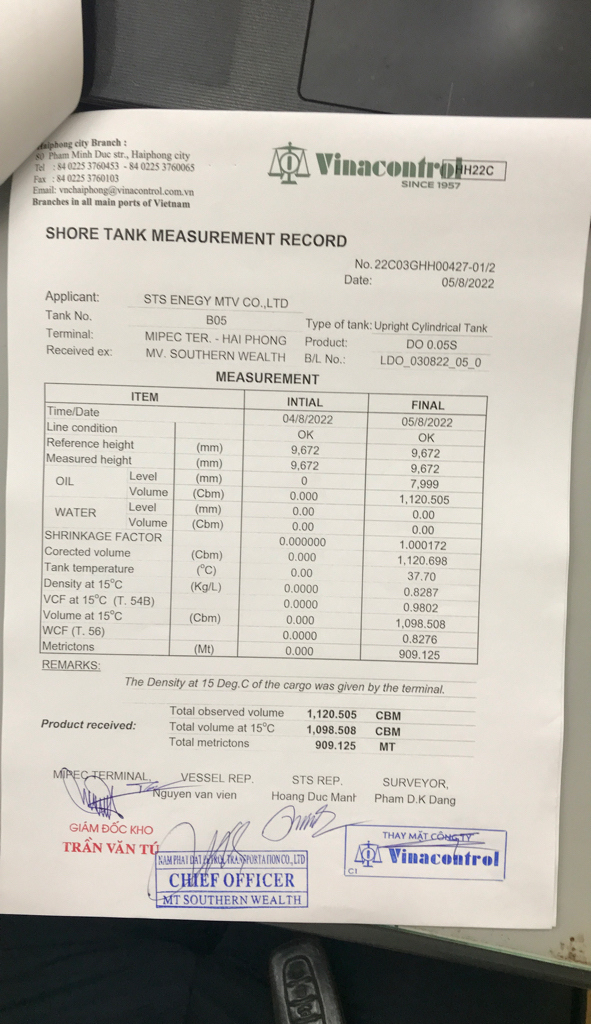 Haiphong city Branch :
80 Pham Minh Duc str., Haiphong city
Tel : 84 0225 3760453 - 84 0225 3760065
Fax : 84 0225 3760103
Email: vnchaiphong@vinacontrol.com.vn
Branches in all main ports of Vietnam
Vinacontrol
HH22C
SINCE 1957
SHORE TANK MEASUREMENT RECORD
No. 22C03GHH00427-01/2
Date: 05/8/2022
Applicant: STS ENEGY MTV CO.,LTD
Tank No. B05 Type of tank: Upright Cylindrical Tank
Terminal: MIPEC TER. - HAI PHONG Product: DO 0.05S
Received ex: MV. SOUTHERN WEALTH B/L No.: LDO_030822_05_0
MEASUREMENT
ITEM INTIAL FINAL
Time/Date 04/8/2022 05/8/2022
Line condition OK OK
Reference height (mm) 9,672 9,672
Measured height (mm) 9,672 9,672
OIL Level (mm) 0 7,999
Volume (Cbm) 0.000 1,120.505
WATER Level (mm) 0.00 0.00
Volume (Cbm) 0.00 0.00
SHRINKAGE FACTOR 0.000000 1.000172
Corected volume (Cbm) 0.000 1,120.698
Tank temperature (°C) 0.00 37.70
Density at 15°C (Kg/L) 0.0000 0.8287
VCF at 15°C (T. 54B) 0.0000 0.9802
Volume at 15°C (Cbm) 0.000 1,098.508
WCF (T. 56) 0.0000 0.8276
Metrictons (Mt) 0.000 909.125
REMARKS:
The Density at 15 Deg.C of the cargo was given by the terminal.
Product received:
Total observed volume 1,120.505 CBM
Total volume at 15°C 1,098.508 CBM
Total metrictons 909.125 MT
MIPEC TERMINAL, VESSEL REP. STS REP. SURVEYOR,
Nguyen van vien Hoang Duc Manh Pham D.K Dang
GIÁM ĐỐC KHO
TRẦN VĂN TÚ
THAY MẶT CÔNG TY
Vinacontrol
C1
NAM PHAT DAT PETROL TRANSPORTATION CO., LTD
CHIEF OFFICER
MT SOUTHERN WEALTH